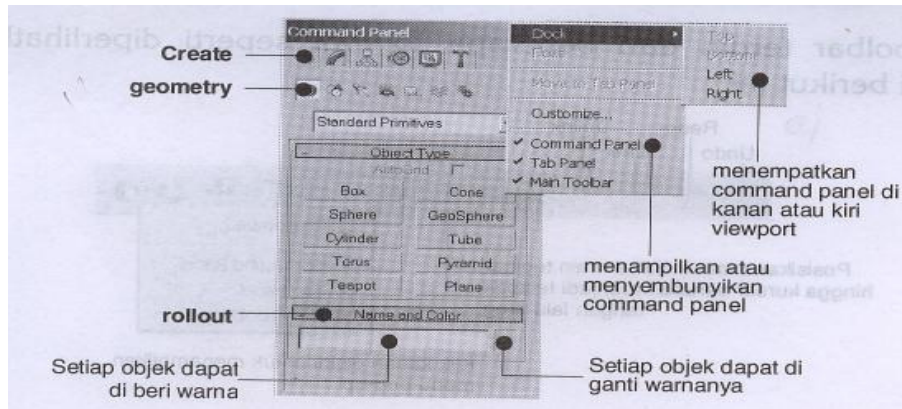 Command Panel
Create
geometry
Standard Primitives
Object Type
AutoGrid
Box
Cone
Sphere
GeoSphere
Cylinder
Tube
Torus
Pyramid
Teapot
Plane
rollout
Name and Color
Setiap objek dapat
di beri warna
Dock
Float
Move to Tab Panel
Customize...
Command Panel
Tab Panel
Main Toolbar
Top
Bottom
Left
Right
menempatkan
command panel di
kanan atau kiri
viewport
menampilkan atau
menyembunyikan
command panel
Setiap objek dapat di
ganti warnanya